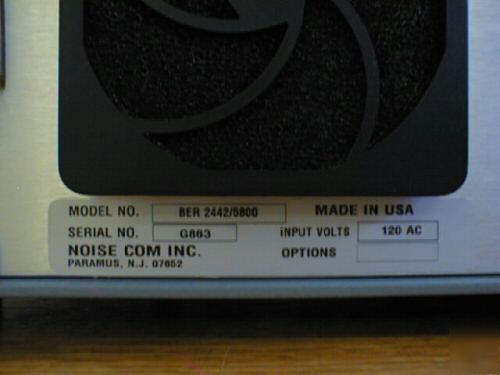 MODEL NO. BER 2442/5800 MADE IN USA
SERIAL NO. G863 INPUT VOLTS 120 AC
NOISE COM INC. OPTIONS
PARAMUS, N.J. 07652